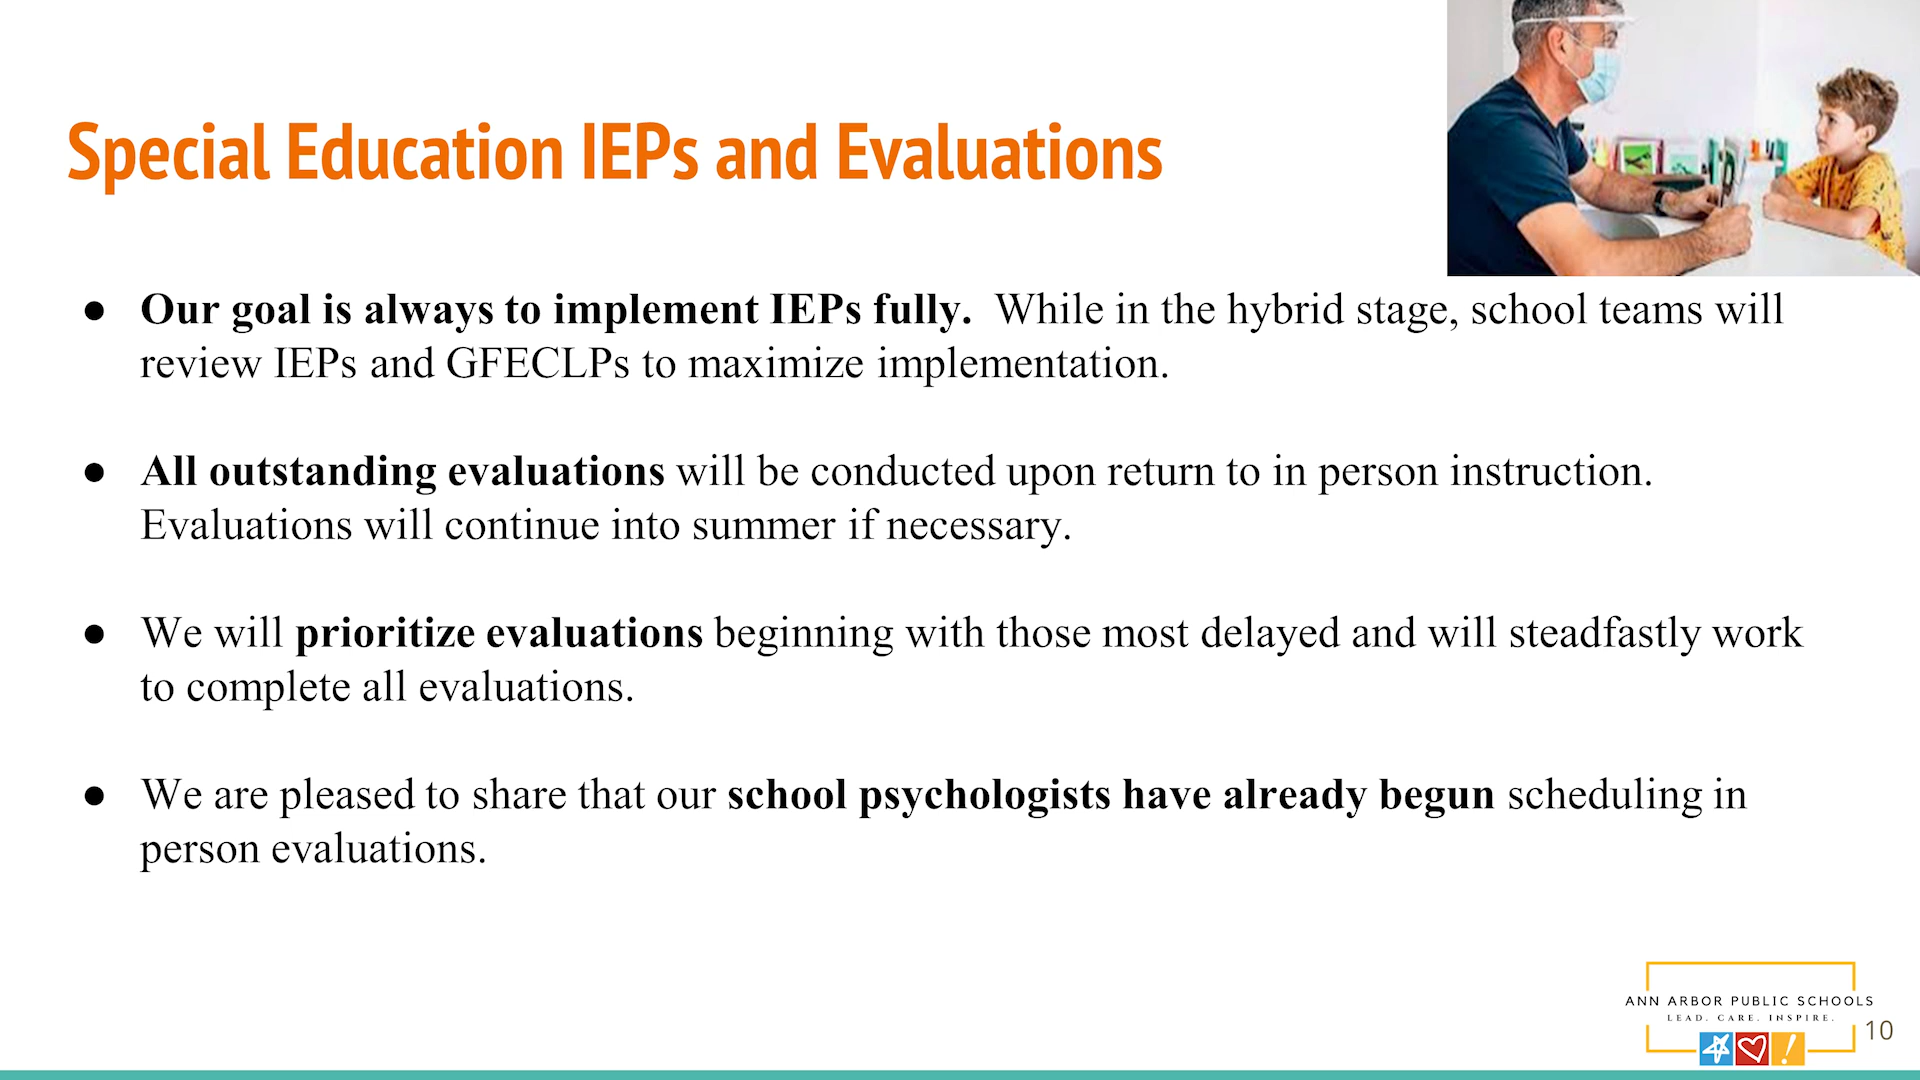 Special Education IEPs and Evaluations
● Our goal is always to implement IEPs fully.  While in the hybrid stage, school teams will
review IEPs and GFECLPs to maximize implementation.
● All outstanding evaluations will be conducted upon return to in person instruction.
Evaluations will continue into summer if necessary.
● We will prioritize evaluations beginning with those most delayed and will steadfastly work
to complete all evaluations.
● We are pleased to share that our school psychologists have already begun scheduling in
person evaluations.
ANN ARBOR PUBLIC SCHOOLS
LEAD. CARE. INSPIRE.
10